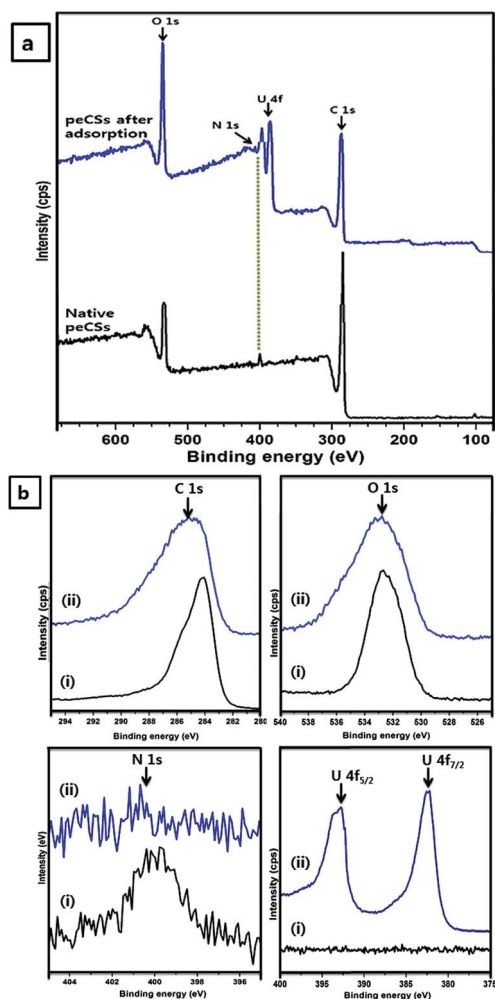 a
O 1s
U 4f
C 1s
N 1s
peCSs after
adsorption
Native
peCSs
Intensity (cps)
600 500 400 300 200 100
Binding energy (eV)
b
C 1s
(ii)
(i)
Intensity (cps)
294 292 290 288 286 284 282 280
Binding energy (eV)
O 1s
(ii)
(i)
Intensity (cps)
540 538 536 534 532 530 528 526
Binding energy (eV)
N 1s
(ii)
(i)
Intensity (eV)
404 402 400 398 396
Binding energy (eV)
U 4f5/2
U 4f7/2
(ii)
(i)
Intensity (cps)
400 395 390 385 380 375
Binding energy (eV)